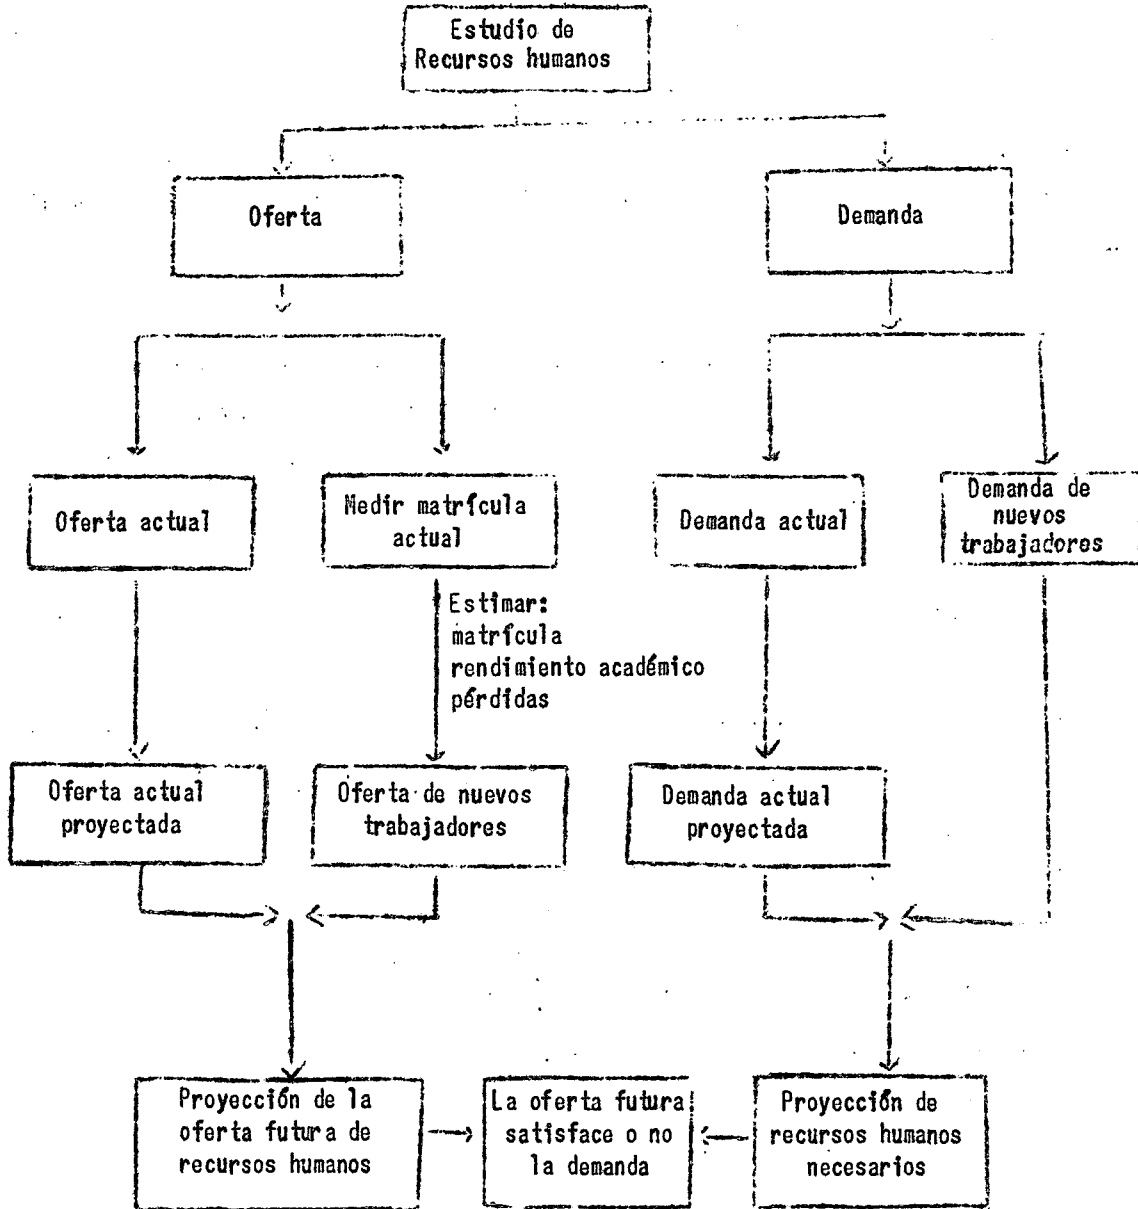 Estudio de
Recursos humanos
Oferta
Demanda
Oferta actual
Medir matrícula
actual
Demanda actual
Demanda de
nuevos
trabajadores
Estimar:
matrícula
rendimiento académico
pérdidas
Oferta actual
proyectada
Oferta de nuevos
trabajadores
Demanda actual
proyectada
Proyección de la
oferta futura de
recursos humanos
La oferta futura
satisface o no
la demanda
Proyección de
recursos humanos
necesarios